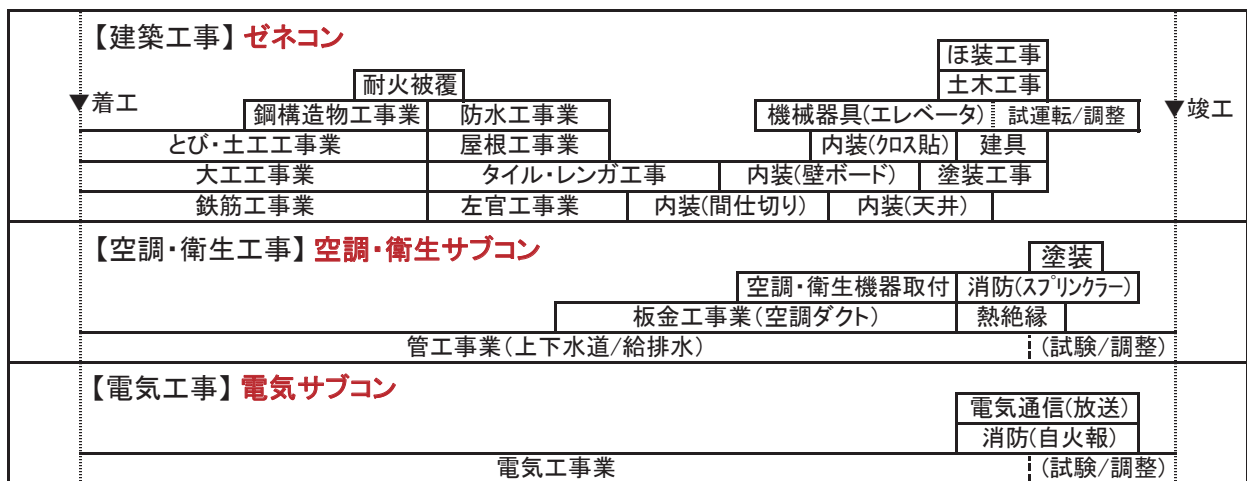 【建築工事】ゼネコン
ほ装工事
耐火被覆 土木工事
▼着工 鋼構造物工事業 防水工事業 機械器具(エレベータ) 試運転/調整 ▼竣工
とび・土工工事業 屋根工事業 内装(クロス貼) 建具
大工工事業 タイル・レンガ工事 内装(壁ボード) 塗装工事
鉄筋工事業 左官工事業 内装(間仕切り) 内装(天井)
【空調・衛生工事】空調・衛生サブコン
塗装
空調・衛生機器取付 消防(スプリンクラー)
板金工事業(空調ダクト) 熱絶縁
管工事業(上下水道/給排水) (試験/調整)
【電気工事】電気サブコン
電気通信(放送)
消防(自火報)
電気工事業 (試験/調整)